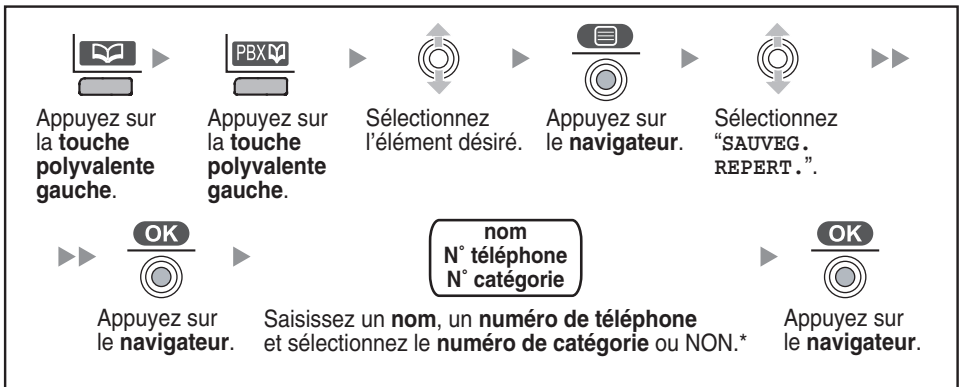 PBX
Appuyez sur
la touche
polyvalente
gauche.
Appuyez sur
la touche
polyvalente
gauche.
Sélectionnez
l'élément désiré.
Appuyez sur
le navigateur.
Sélectionnez
“SAUVEG.
REPERT.”.
OK
Appuyez sur
le navigateur.
nom
N° téléphone
N° catégorie
Saisissez un nom, un numéro de téléphone
et sélectionnez le numéro de catégorie ou NON.*
OK
Appuyez sur
le navigateur.